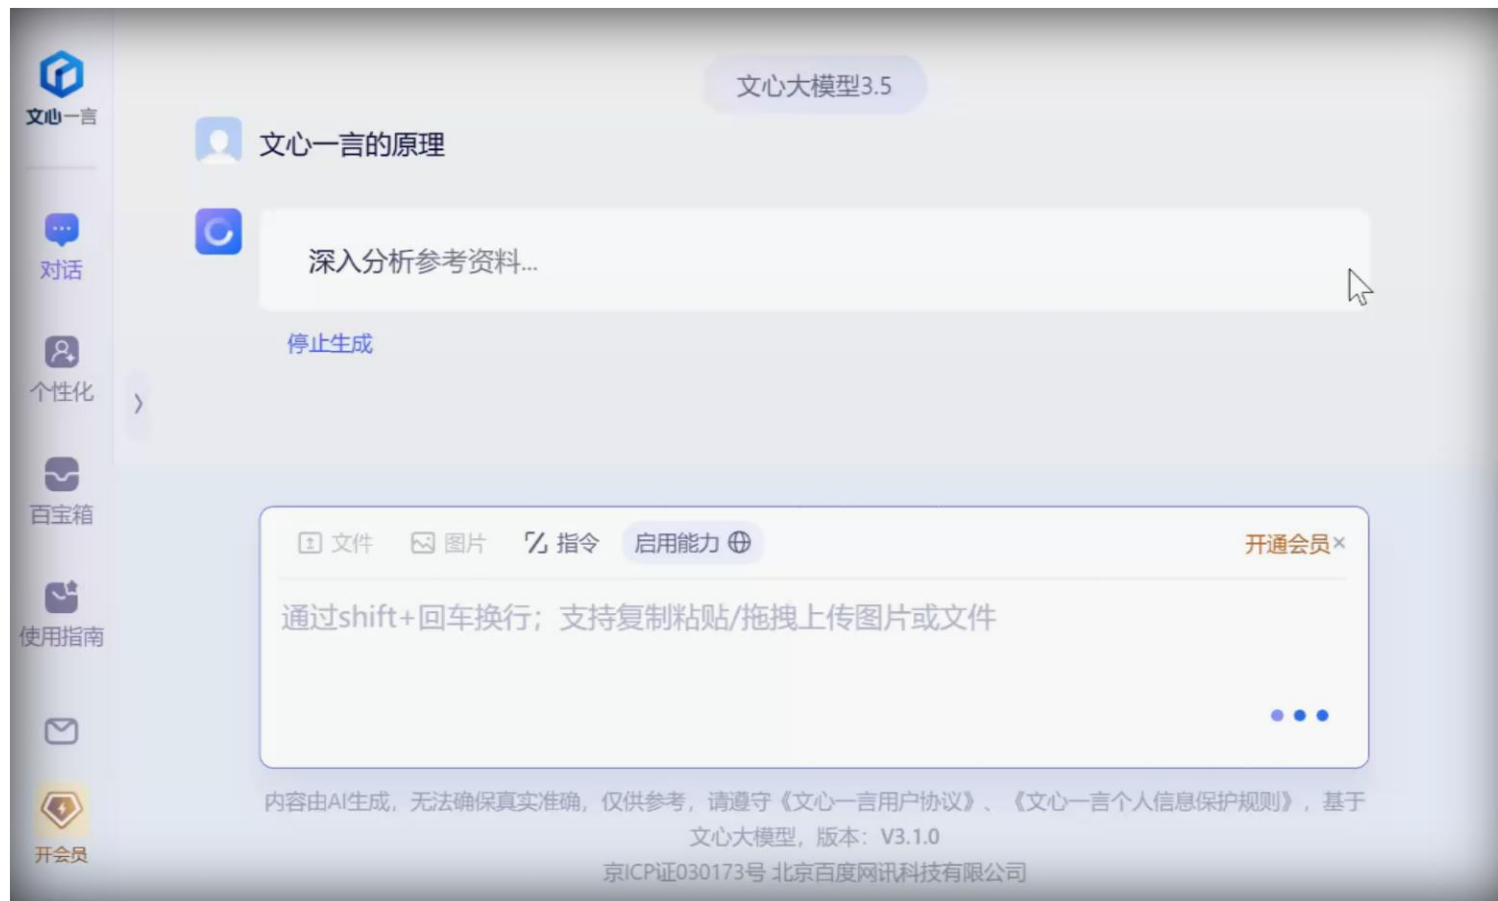 文心一言
文心大模型3.5
文心一言的原理
对话
深入分析参考资料...
停止生成
个性化
百宝箱
文件 图片 指令 启用能力 开通会员×
通过shift+回车换行；支持复制粘贴/拖拽上传图片或文件
使用指南
开会员
内容由AI生成，无法确保真实准确，仅供参考，请遵守《文心一言用户协议》、《文心一言个人信息保护规则》，基于
文心大模型，版本：V3.1.0
京ICP证030173号 北京百度网讯科技有限公司